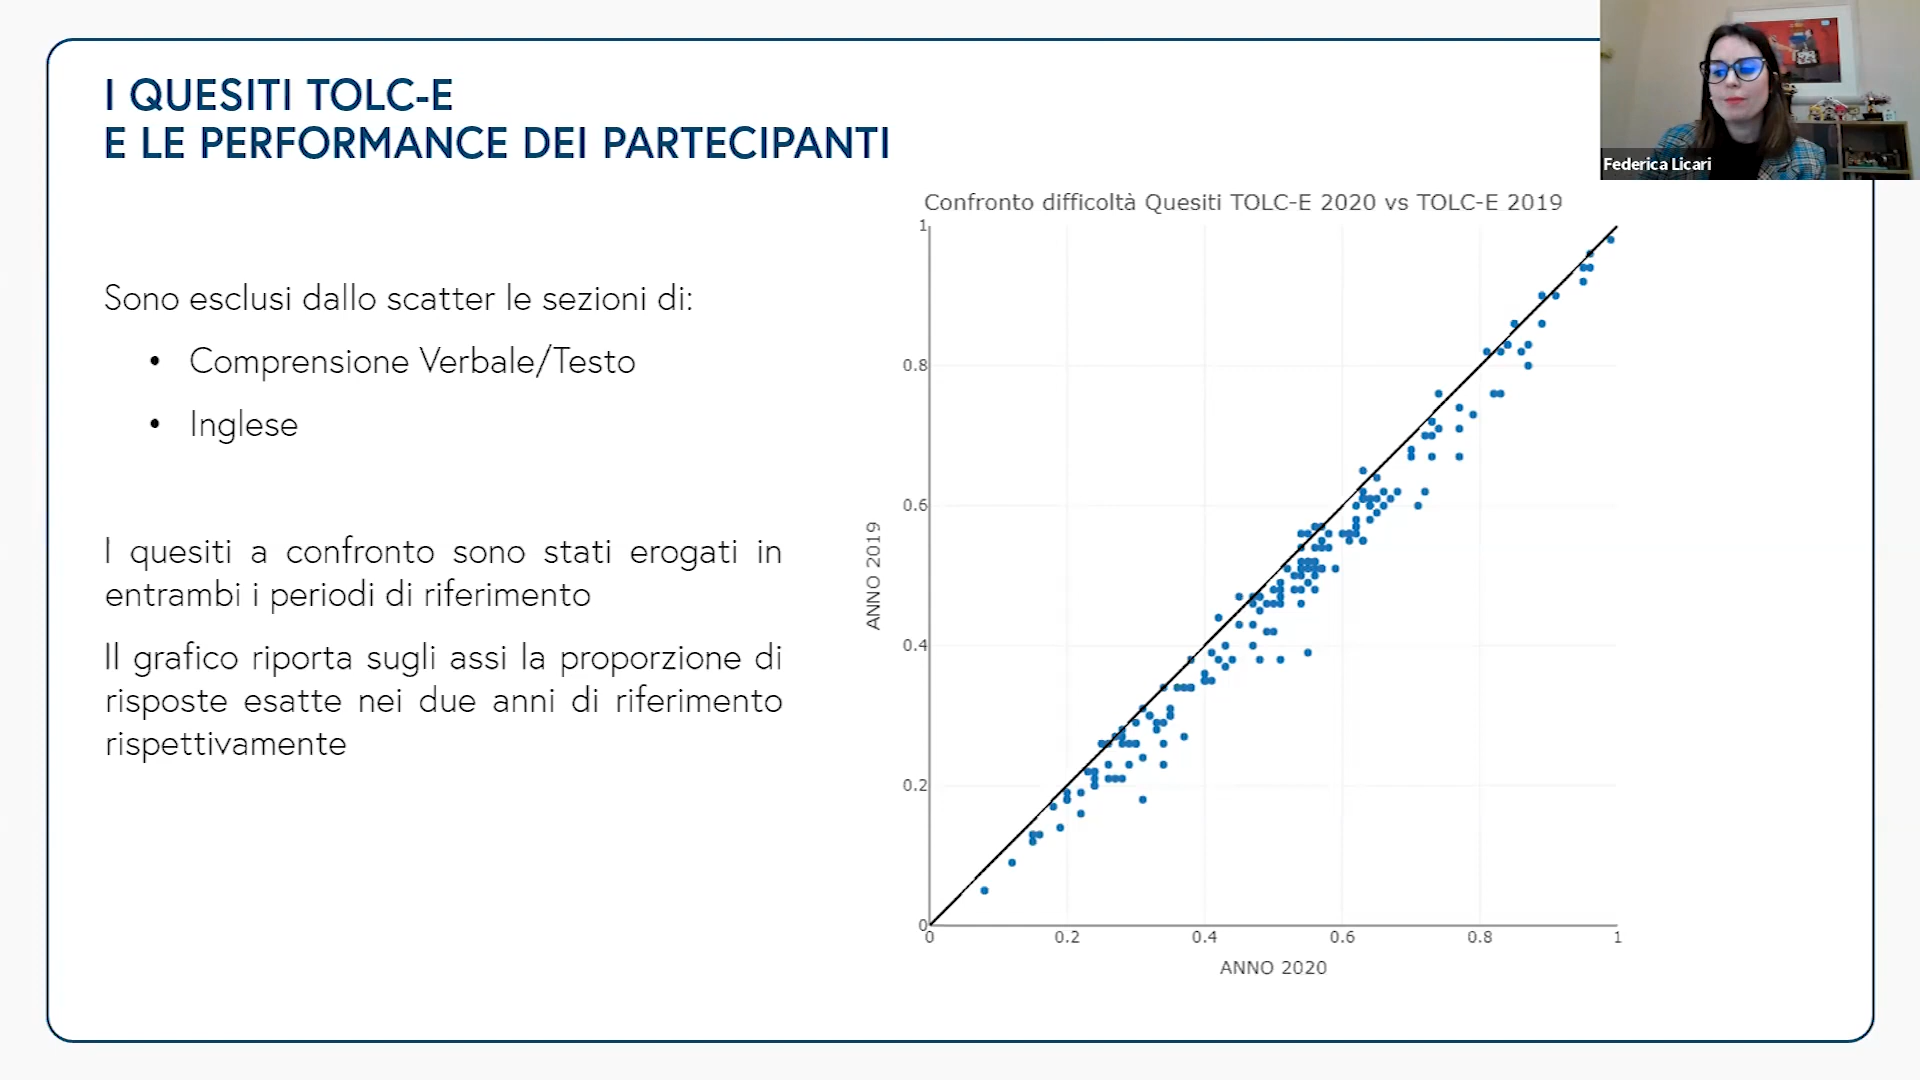 I QUESITI TOLC-E
E LE PERFORMANCE DEI PARTECIPANTI
Federica Licari
Sono esclusi dallo scatter le sezioni di:
• Comprensione Verbale/Testo
• Inglese
I quesiti a confronto sono stati erogati in
entrambi i periodi di riferimento
Il grafico riporta sugli assi la proporzione di
risposte esatte nei due anni di riferimento
rispettivamente
Confronto difficoltà Quesiti TOLC-E 2020 vs TOLC-E 2019
1
0.8
0.6
0.4
0.2
0
ANNO 2019
0 0.2 0.4 0.6 0.8 1
ANNO 2020